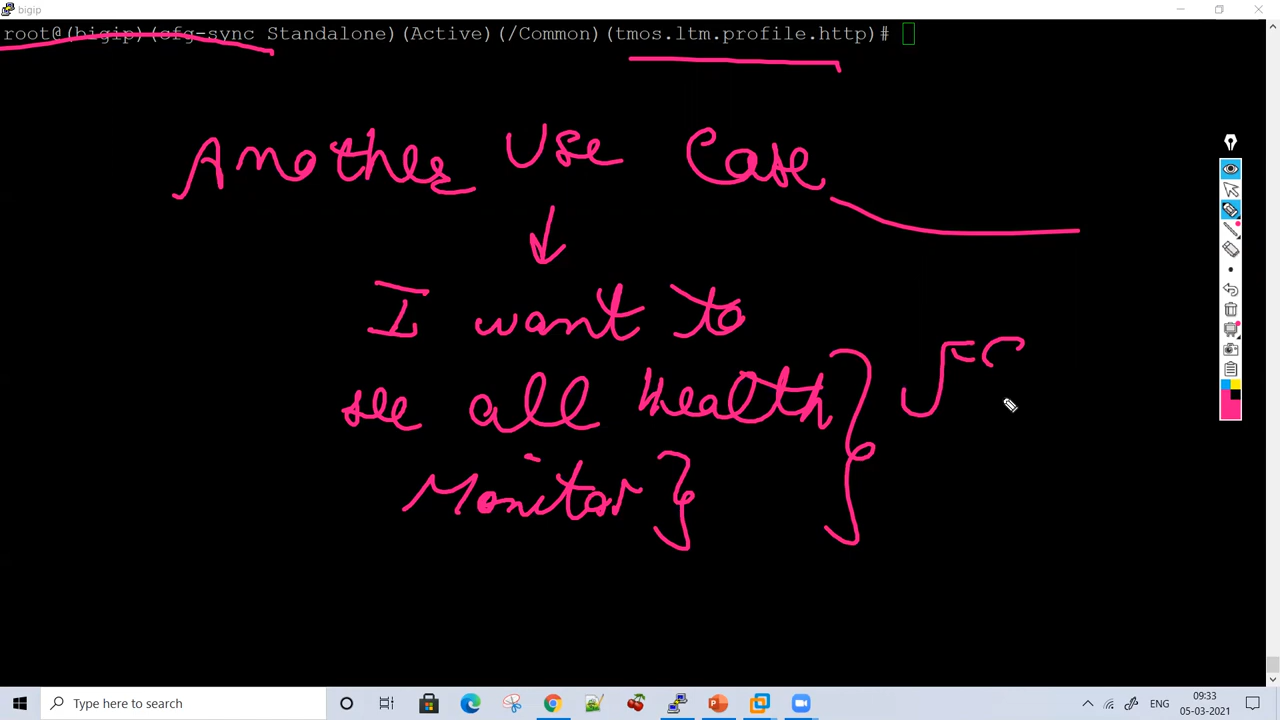 bigip
root@(bigip)(cfg-sync Standalone)(Active)(/Common)(tmos.ltm.profile.http)#
Another Use Case
I want to
see all Health
Monitor
Type here to search
ENG
09:33
05-03-2021